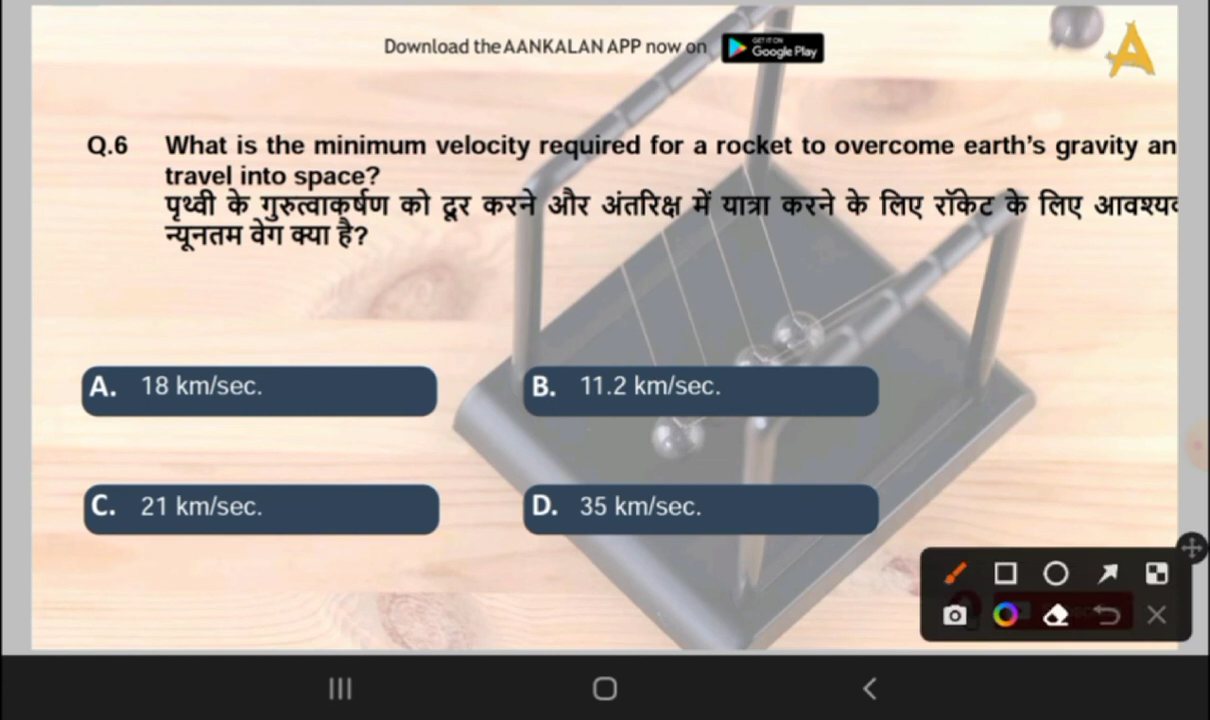 Download the AANKALAN APP now on GET IT ON Google Play
A
Q.6 What is the minimum velocity required for a rocket to overcome earth's gravity an
travel into space?
पृथ्वी के गुरुत्वाकर्षण को दूर करने और अंतरिक्ष में यात्रा करने के लिए रॉकेट के लिए
न्यूनतम वेग क्या है?
A. 18 km/sec. B. 11.2 km/sec.
C. 21 km/sec. D. 35 km/sec.